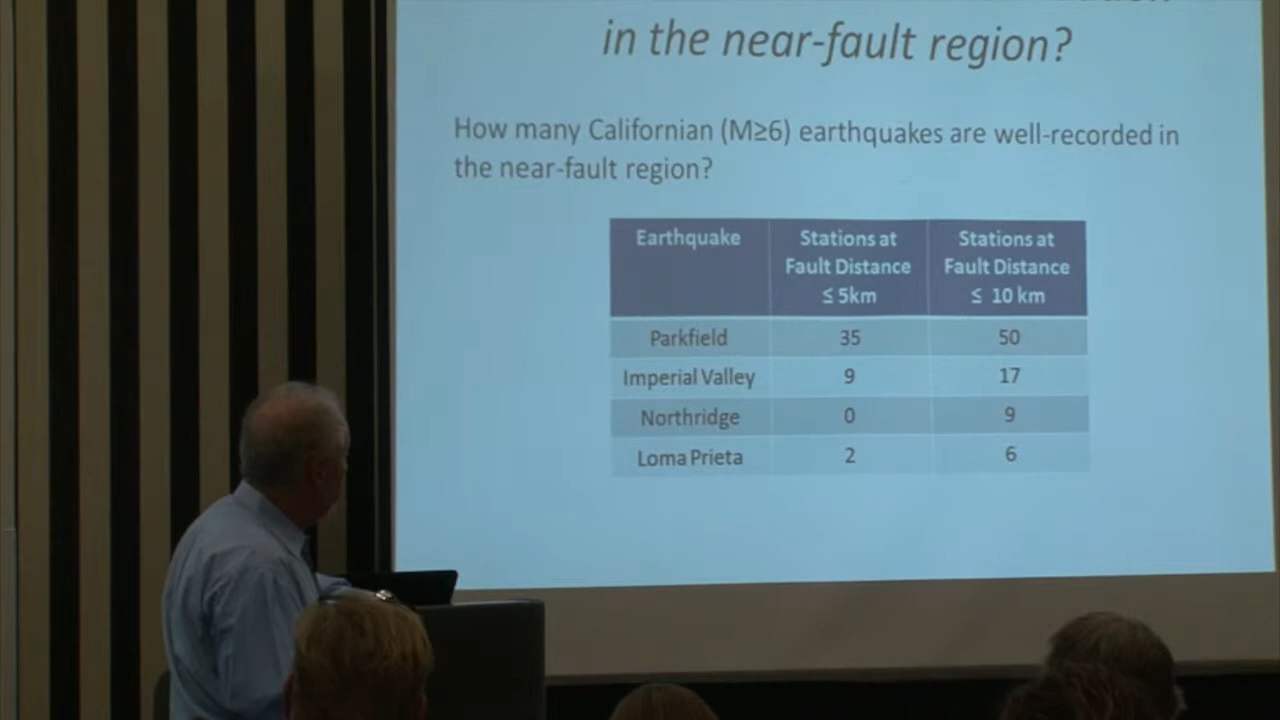 in the near-fault region?
How many Californian (M≥6) earthquakes are well-recorded in
the near-fault region?
Earthquake
Stations at
Fault Distance
≤ 5km
Stations at
Fault Distance
≤ 10 km
Parkfield 35 50
Imperial Valley 9 17
Northridge 0 9
Loma Prieta 2 6